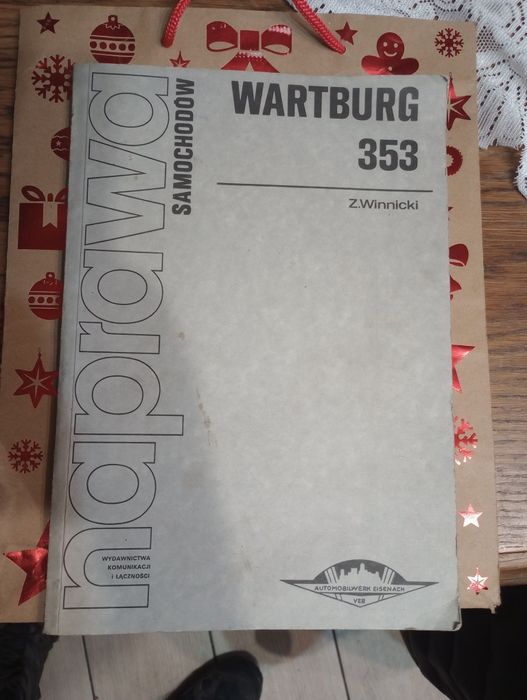 naprawa
SAMOCHODÓW
WARTBURG
353
Z.Winnicki
WYDAWNICTWA
KOMUNIKACJI
I ŁĄCZNOŚCI
AUTOMOBILWERK EISENACH
VEB